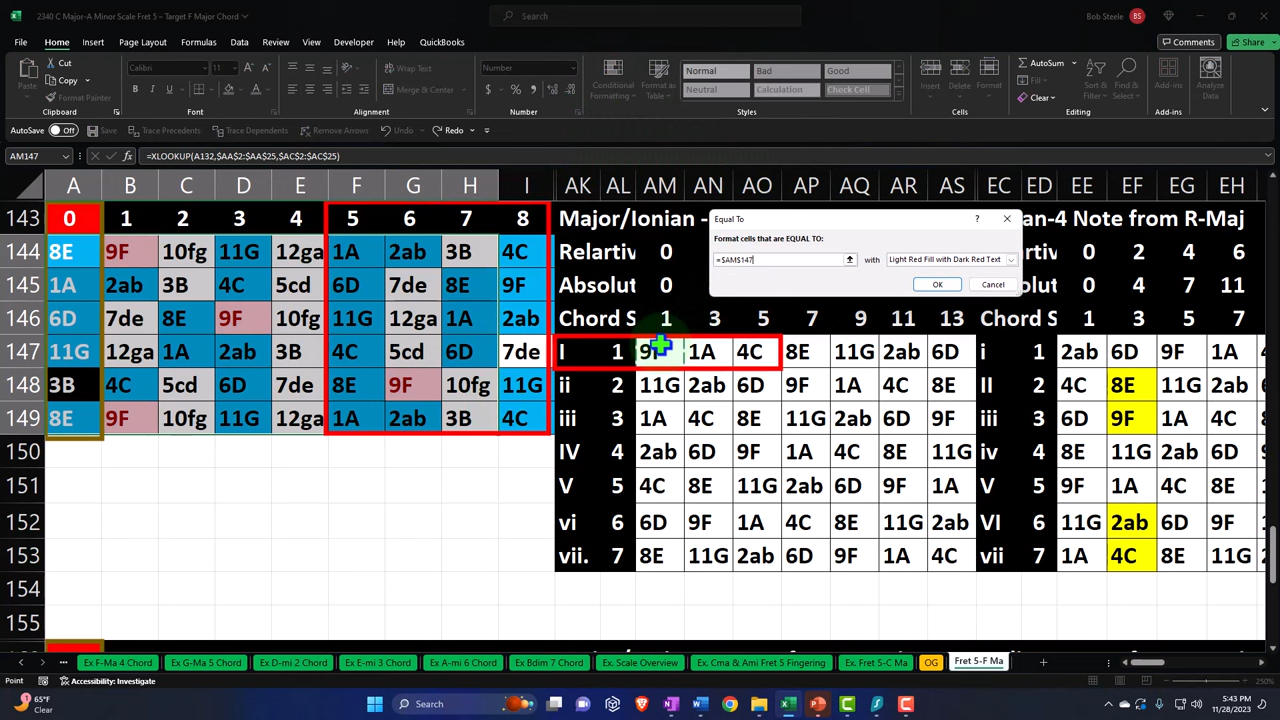 2340 C Major-A Minor Scale Fret 5 – Target F Major Chord
Search
Bob Steele BS
File Home Insert Page Layout Formulas Data Review View Developer Help QuickBooks
Comments Share
Cut
Copy
Format Painter
Paste
Clipboard
Calibri 11
Font
Wrap Text
Merge & Center
Alignment
Number
Number
Conditional Formatting
Format as Table
Normal Bad Good
Neutral Calculation Check Cell
Styles
Insert Delete Format
Cells
AutoSum
Fill
Clear
Sort & Filter
Find & Select
Editing
Add-ins
Add-ins
Analyze Data
AutoSave Off Save Trace Precedents Trace Dependents Remove Arrows Undo Redo
AM147 =XLOOKUP(A132,$AA$2:$AA$25,$AC$2:$AC$25)
A B C D E F G H I AK AL AM AN AO AP AQ AR AS EC ED EE EF EG EH
Equal To ?
Format cells that are EQUAL TO:
=$AM$147 with Light Red Fill with Dark Red Text
OK Cancel
143 0 1 2 3 4 5 6 7 8 Major/Ionian - an-4 Note from R-Maj
144 8E 9F 10fg 11G 12ga 1A 2ab 3B 4C Relartiv 0 0 2 4 6
145 1A 2ab 3B 4C 5cd 6D 7de 8E 9F Absolut 0 0 4 7 11
146 6D 7de 8E 9F 10fg 11G 12ga 1A 2ab Chord S 1 3 5 7 9 11 13 Chord S 1 3 5 7
147 11G 12ga 1A 2ab 3B 4C 5cd 6D 7de I 1 9F 1A 4C 8E 11G 2ab 6D i 1 2ab 6D 9F 1A
148 3B 4C 5cd 6D 7de 8E 9F 10fg 11G ii 2 11G 2ab 6D 9F 1A 4C 8E II 2 4C 8E 11G 2ab
149 8E 9F 10fg 11G 12ga 1A 2ab 3B 4C iii 3 1A 4C 8E 11G 2ab 6D 9F iii 3 6D 9F 1A 4C
150 IV 4 2ab 6D 9F 1A 4C 8E 11G iv 4 8E 11G 2ab 6D
151 V 5 4C 8E 11G 2ab 6D 9F 1A V 5 9F 1A 4C 8E
152 vi 6 6D 9F 1A 4C 8E 11G 2ab VI 6 11G 2ab 6D 9F
153 vii. 7 8E 11G 2ab 6D 9F 1A 4C vii 7 1A 4C 8E 11G
154
155
Ex F-Ma 4 Chord Ex G-Ma 5 Chord Ex D-mi 2 Chord Ex E-mi 3 Chord Ex A-mi 6 Chord Ex Bdim 7 Chord Ex. Scale Overview Ex. Cma & Ami Fret 5 Fingering Ex. Fret 5-C Ma OG Fret 5-F Ma
Point Accessibility: Investigate 250%
65°F
Clear
Search
5:43 PM
11/28/2023